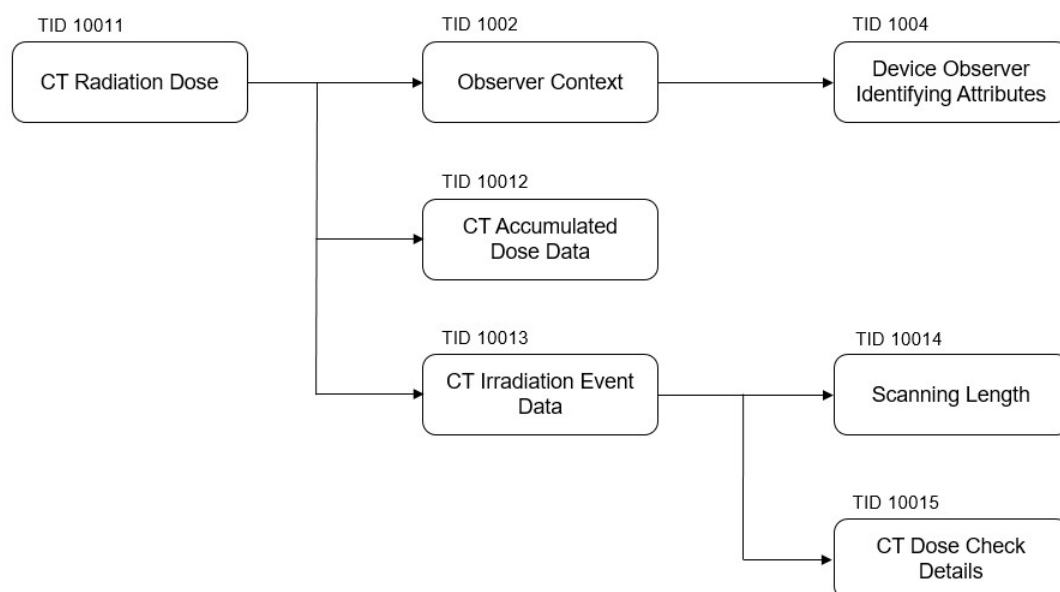 TID 10011
CT Radiation Dose
TID 1002
Observer Context
TID 1004
Device Observer
Identifying Attributes
TID 10012
CT Accumulated
Dose Data
TID 10013
CT Irradiation Event
Data
TID 10014
Scanning Length
TID 10015
CT Dose Check
Details